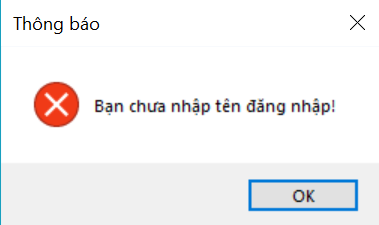 Thông báo
Bạn chưa nhập tên đăng nhập!
OK